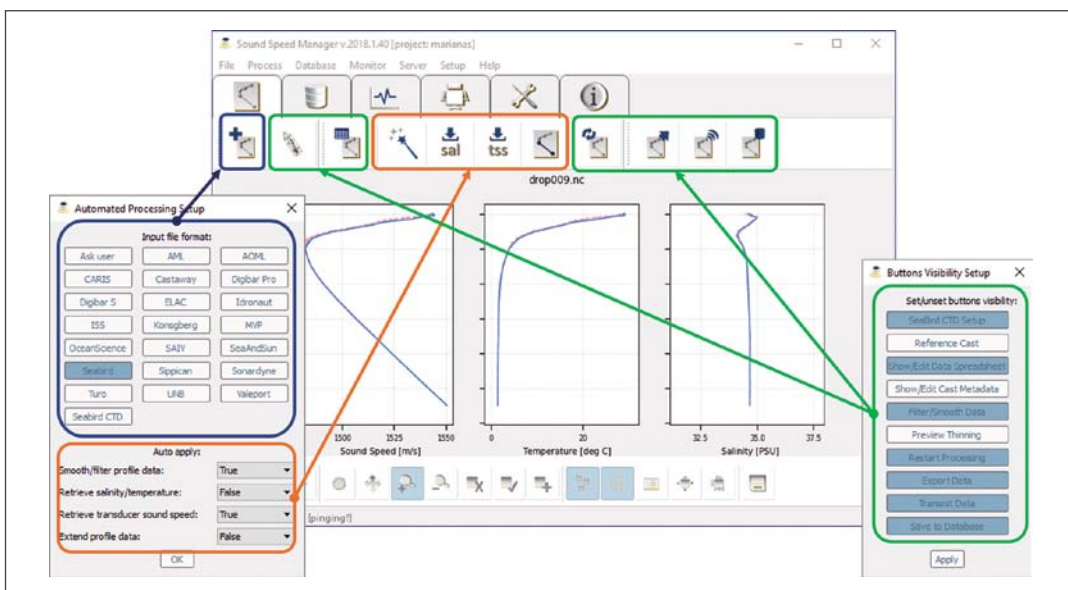 Sound Speed Manager v.2018.1.40 [project: marianas]
File Process Database Monitor Server Setup Help
sal tss
drop009.nc
1500 1525 1550
Sound Speed [m/s]
0 20
Temperature [deg C]
32.5 35.0 37.5
Salinity [PSU]
[pinging?]
Automated Processing Setup
Input file format:
Ask user AML AOML
CARIS Castaway Digibar Pro
Digibar S ELAC Idronaut
ISS Konsgberg MVP
OceanScience SAIV SeaAndSun
Seabird Sippican Sonardyne
Turo UNB Valeport
Seabird CTD
Auto apply:
Smooth/filter profile data: True
Retrieve salinity/temperature: False
Retrieve transducer sound speed: True
Extend profile data: False
OK
Buttons Visibility Setup
Set/unset buttons visibility:
SeaBird CTD Setup
Reference Cast
Show/Edit Data Spreadsheet
Show/Edit Cast Metadata
Filter/Smooth Data
Preview Thinning
Restart Processing
Export Data
Transmit Data
Save to Database
Apply